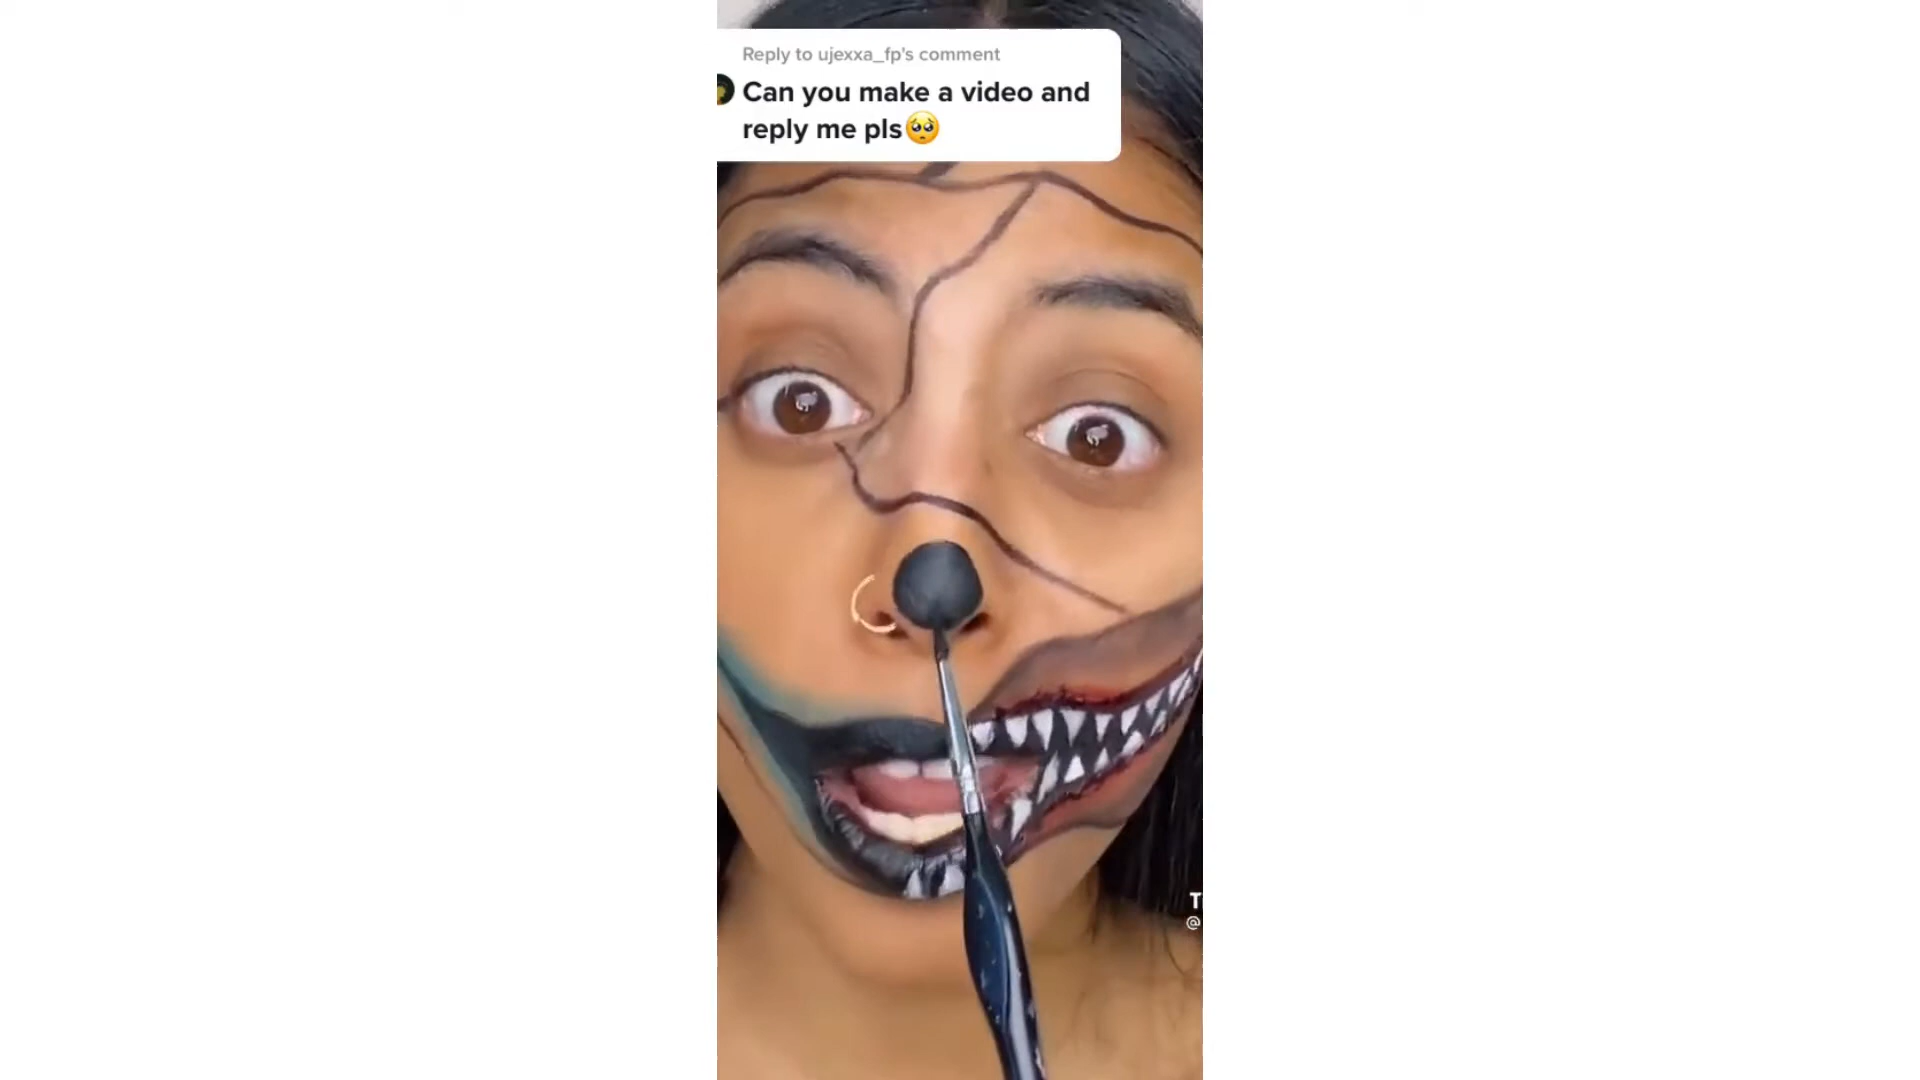 Reply to ujexxa_fp's comment
Can you make a video and
reply me pls🥺
T
@